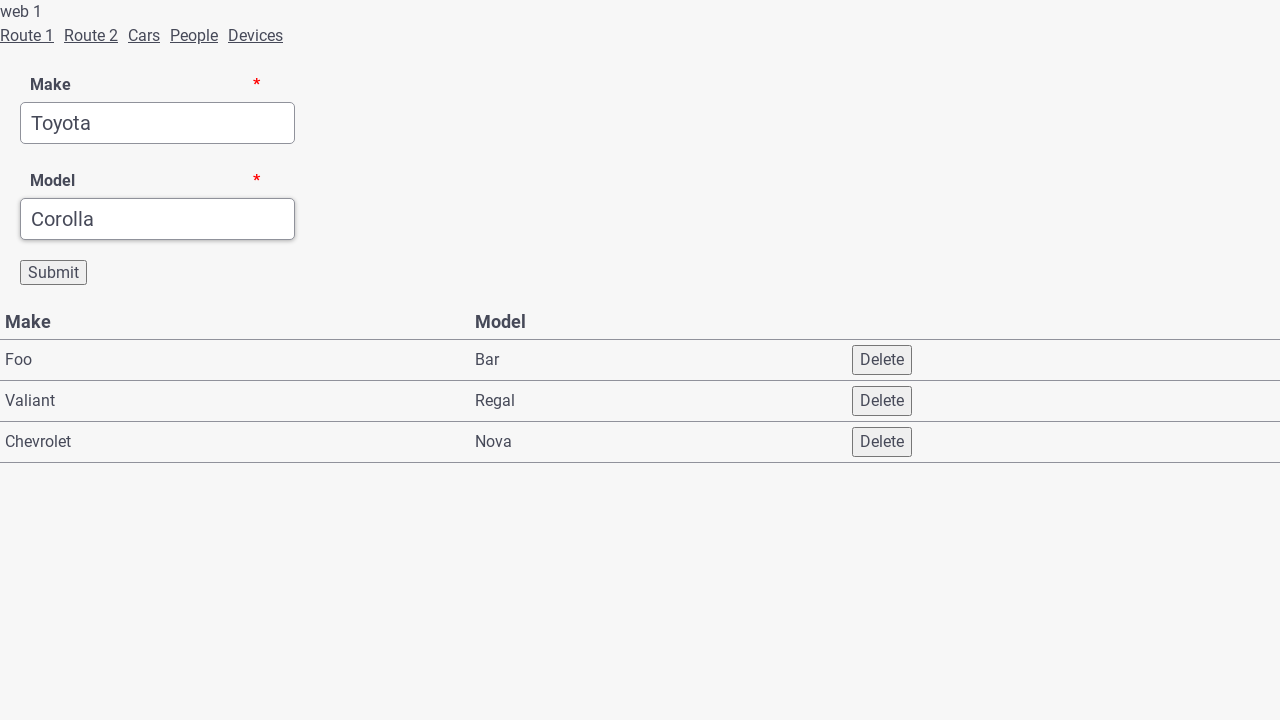 web 1
Route 1 Route 2 Cars People Devices
Make *
Toyota
Model *
Corolla
Submit
Make Model
Foo Bar Delete
Valiant Regal Delete
Chevrolet Nova Delete